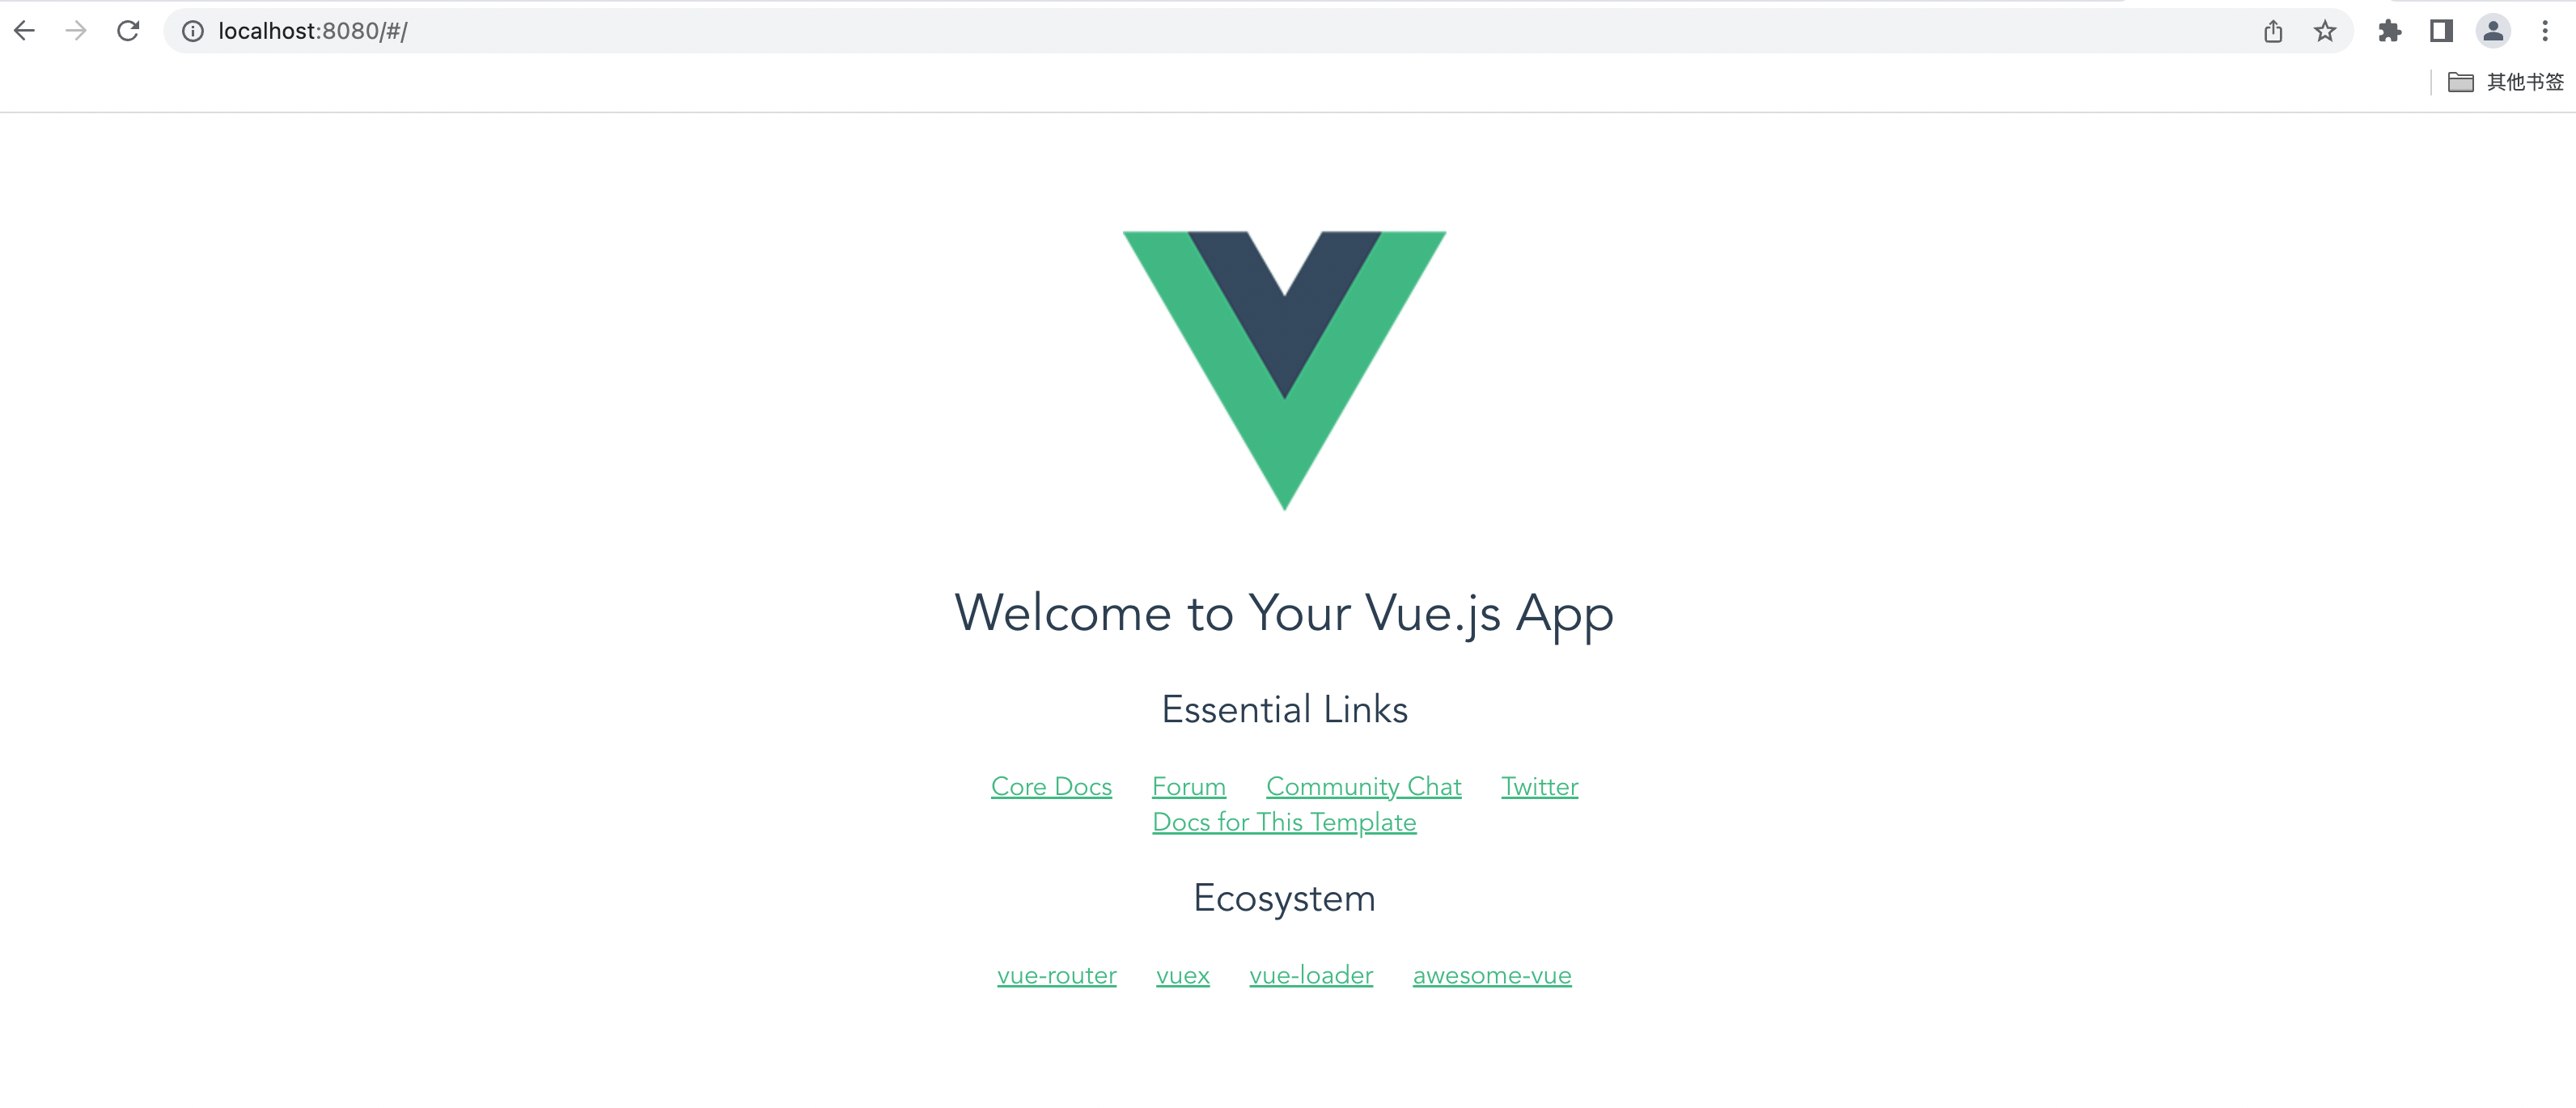 localhost:8080/#/
其他书签
Welcome to Your Vue.js App
Essential Links
Core Docs Forum Community Chat Twitter
Docs for This Template
Ecosystem
vue-router vuex vue-loader awesome-vue